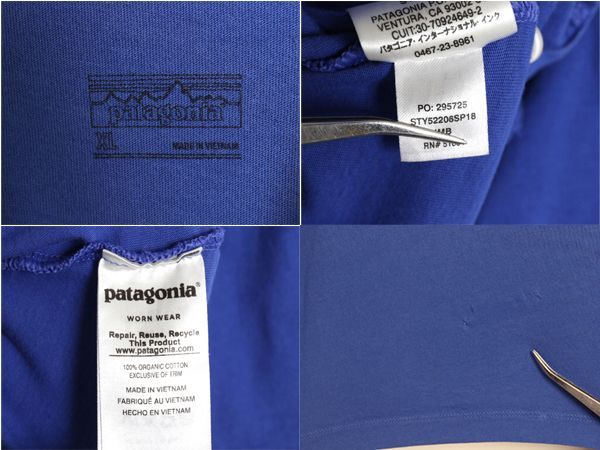 patagonia
XL MADE IN VIETNAM
VENTURA, CA 93002
CUIT:30-70924649-2
パタゴニア・インターナショナル・インク
0467-23-8961
PO: 295725
STY52206SP18
RN#
patagonia®
WORN WEAR
Repair, Reuse, Recycle
This Product
www.patagonia.com
100% ORGANIC COTTON
EXCLUSIVE OF TRIM
MADE IN VIETNAM
FABRIQUÉ AU VIETNAM
HECHO EN VIETNAM